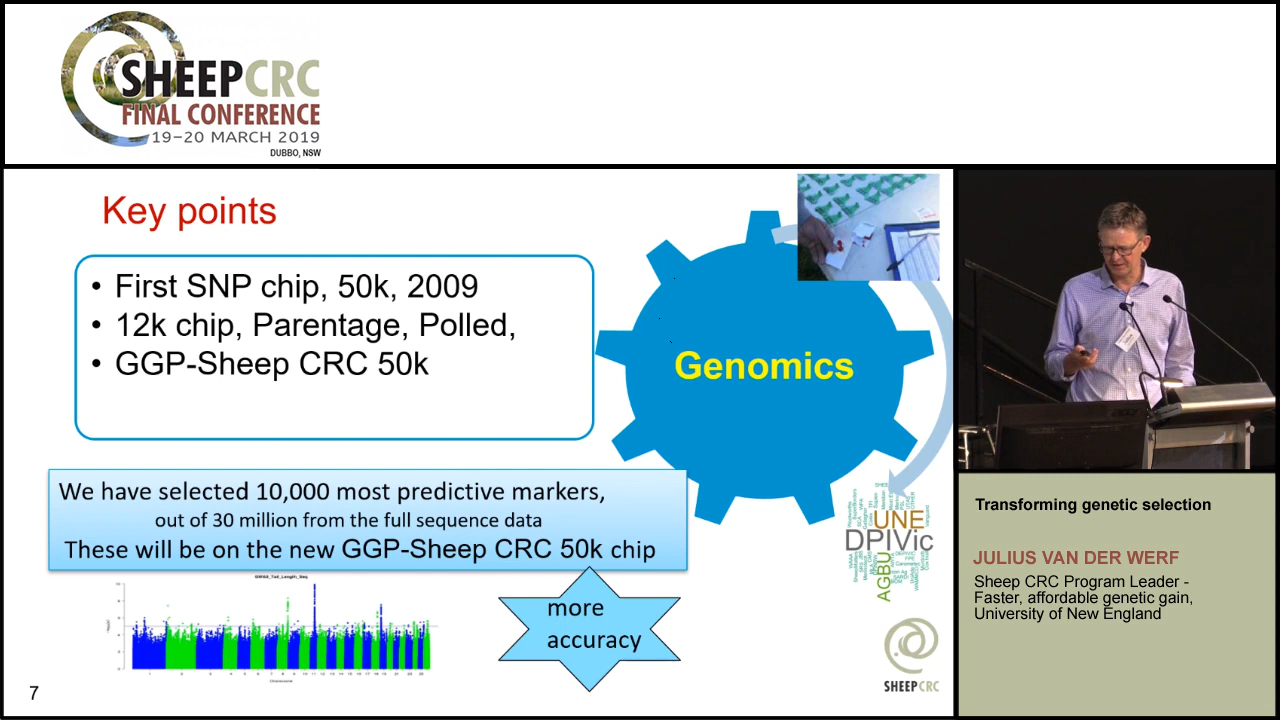 SHEEPCRC
FINAL CONFERENCE
19–20 MARCH 2019
DUBBO, NSW
Key points
• First SNP chip, 50k, 2009
• 12k chip, Parentage, Polled,
• GGP-Sheep CRC 50k
Genomics
We have selected 10,000 most predictive markers,
out of 30 million from the full sequence data
These will be on the new GGP-Sheep CRC 50k chip
more
accuracy
UNE
DPIVic
AGBU
SHEEPCRC
7
Transforming genetic selection
JULIUS VAN DER WERF
Sheep CRC Program Leader -
Faster, affordable genetic gain,
University of New England